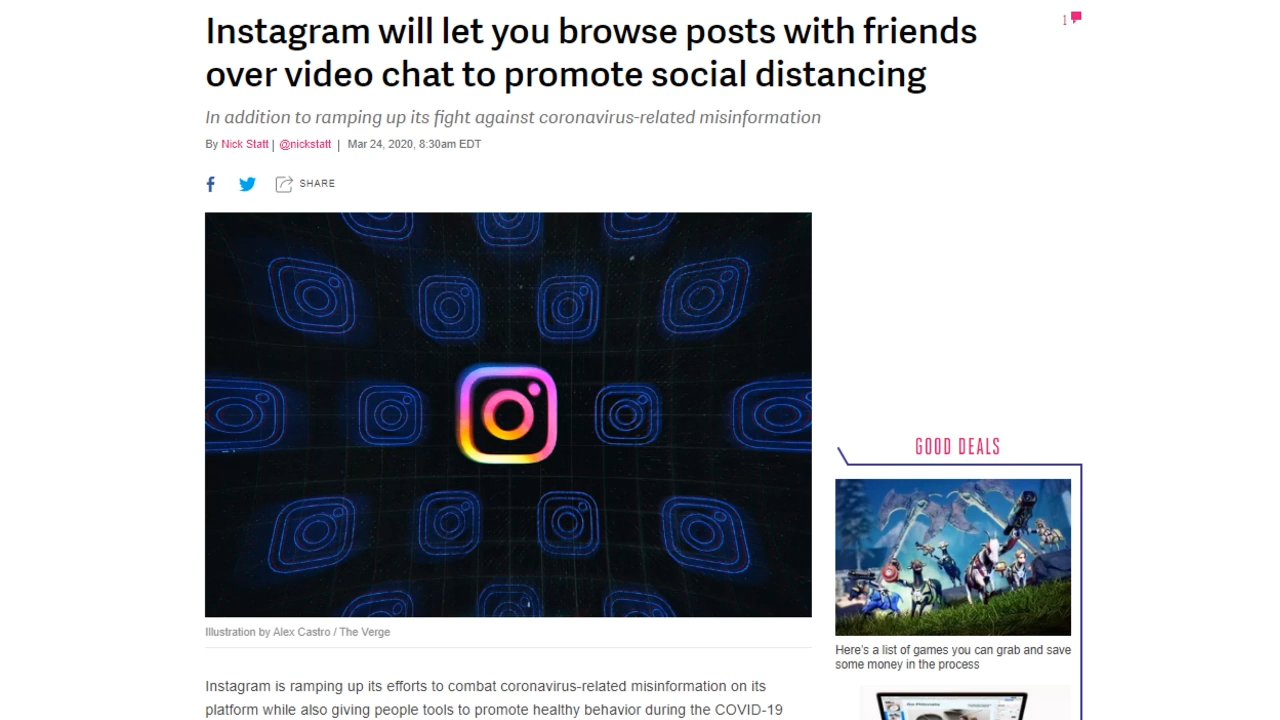 Instagram will let you browse posts with friends
over video chat to promote social distancing
1
In addition to ramping up its fight against coronavirus-related misinformation
By Nick Statt | @nickstatt | Mar 24, 2020, 8:30am EDT
SHARE
Illustration by Alex Castro / The Verge
Instagram is ramping up its efforts to combat coronavirus-related misinformation on its
platform while also giving people tools to promote healthy behavior during the COVID-19
GOOD DEALS
Here's a list of games you can grab and save
some money in the process